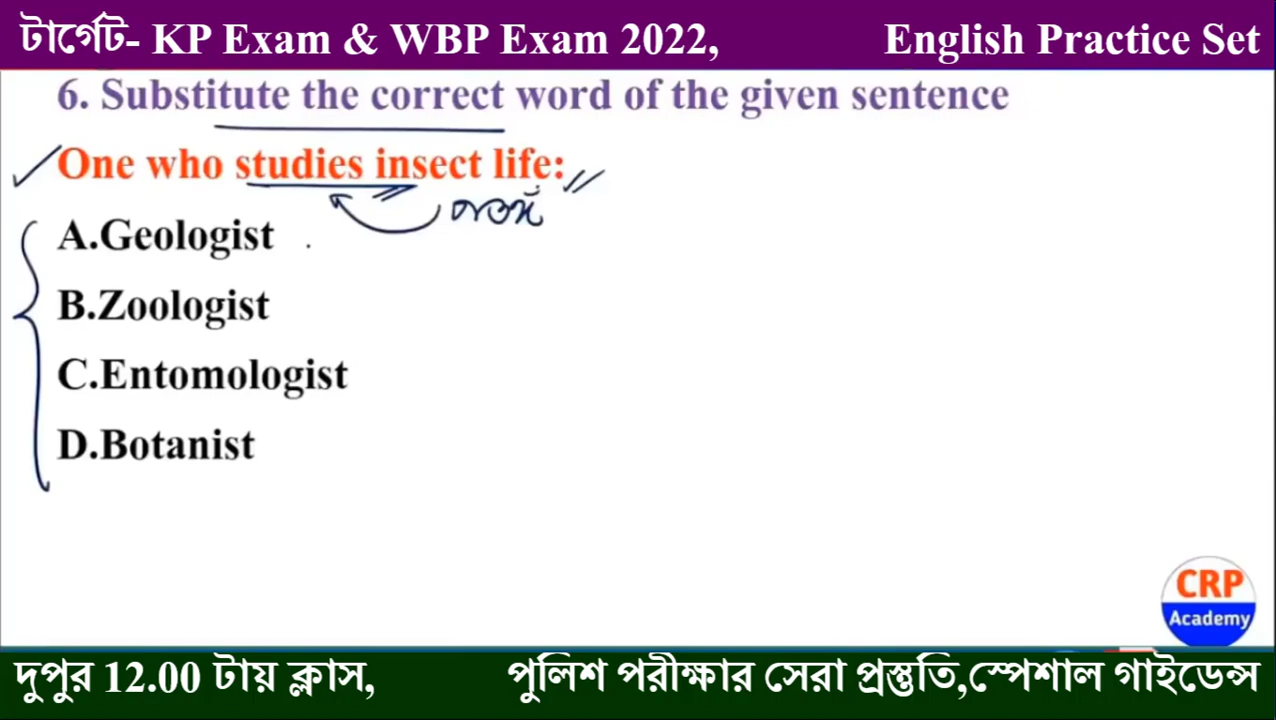 টার্গেট- KP Exam & WBP Exam 2022, English Practice Set
6. Substitute the correct word of the given sentence
One who studies insect life:
পতঙ্গ
A.Geologist
B.Zoologist
C.Entomologist
D.Botanist
CRP
Academy
দুপুর 12.00 টায় ক্লাস, পুলিশ পরীক্ষার সেরা প্রস্তুতি,স্পেশাল গাইডেন্স